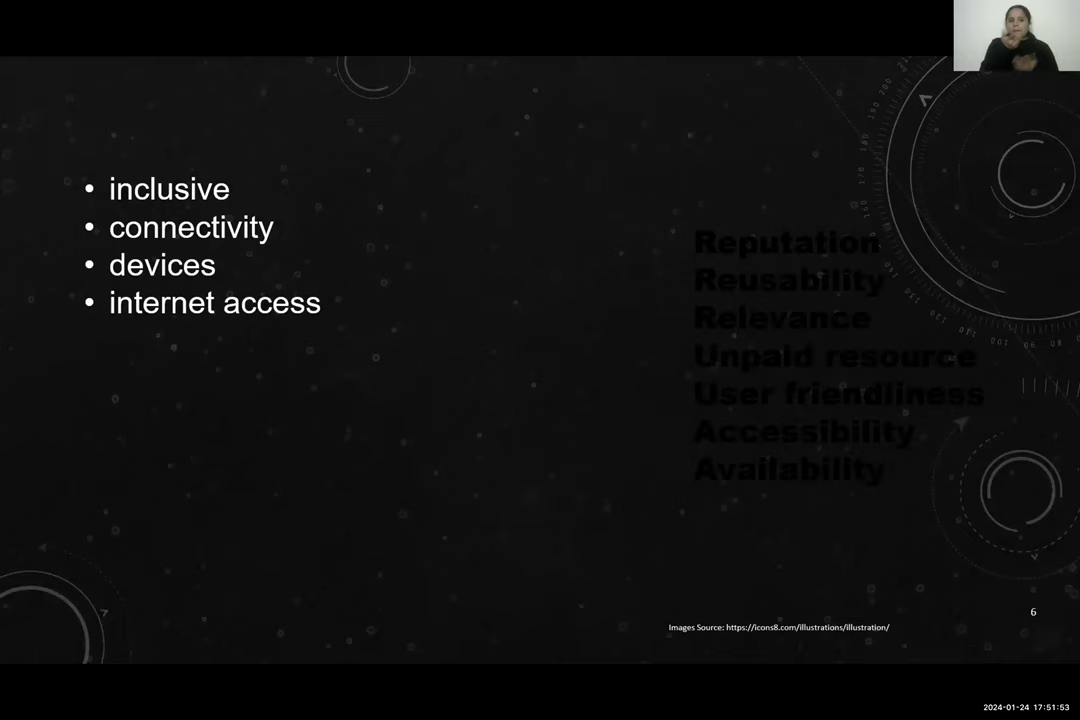 • inclusive
• connectivity
• devices
• internet access
Reputation
Reusability
Relevance
Unpaid resource
User friendliness
Accessibility
Availability
6
Images Source: https://icons8.com/illustrations/illustration/
2024-01-24 17:51:53